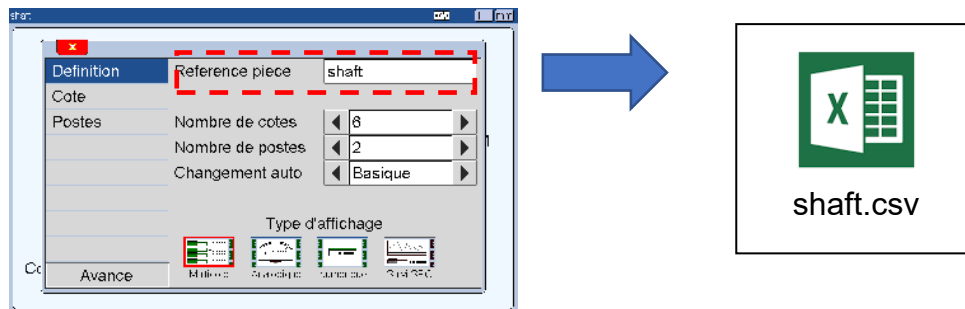 shaft
mm
x
Definition
Reference piece
shaft
Cote
Postes
Nombre de cotes
6
Nombre de postes
2
Changement auto
Basique
Type d'affichage
Avance
X
shaft.csv